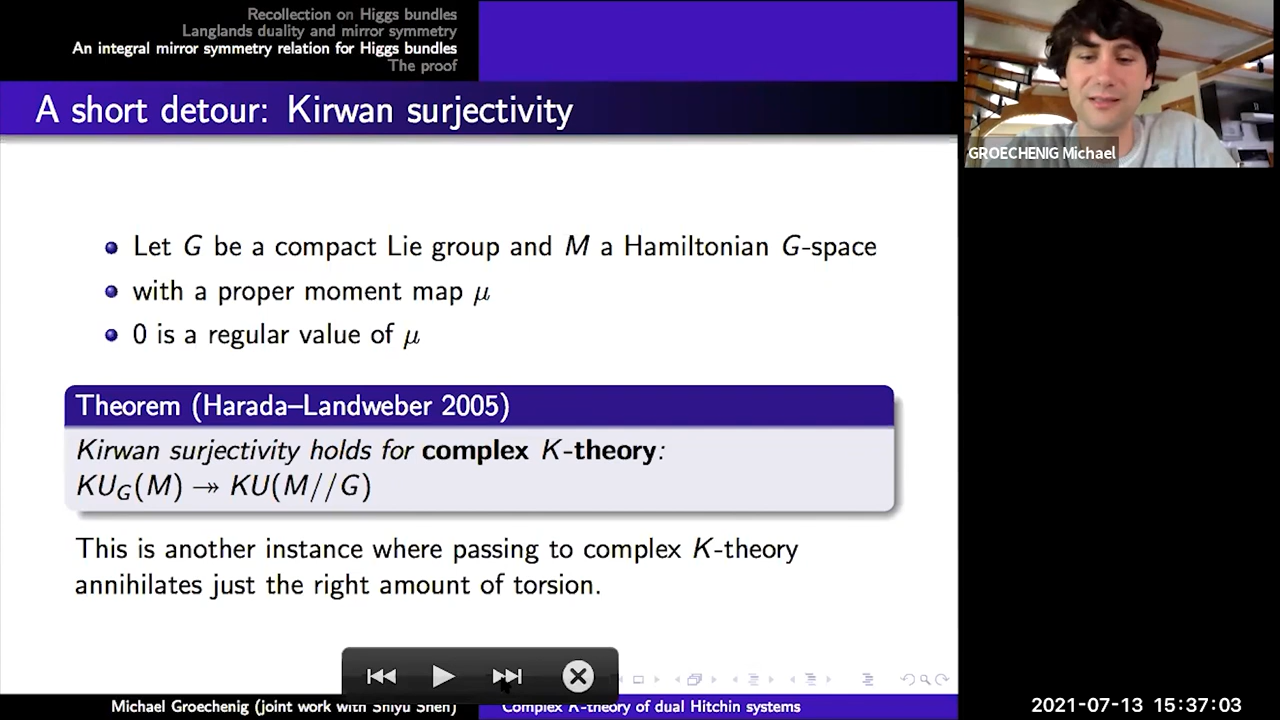 Recollection on Higgs bundles
Langlands duality and mirror symmetry
An integral mirror symmetry relation for Higgs bundles
The proof
A short detour: Kirwan surjectivity
GROECHENIG Michael
Let G be a compact Lie group and M a Hamiltonian G-space
with a proper moment map μ
0 is a regular value of μ
Theorem (Harada–Landweber 2005)
Kirwan surjectivity holds for complex K-theory:
KU_G(M) ↠ KU(M//G)
This is another instance where passing to complex K-theory
annihilates just the right amount of torsion.
Michael Groechenig (joint work with Shiyu Shen)
Complex K-theory of dual Hitchin systems
2021-07-13 15:37:03